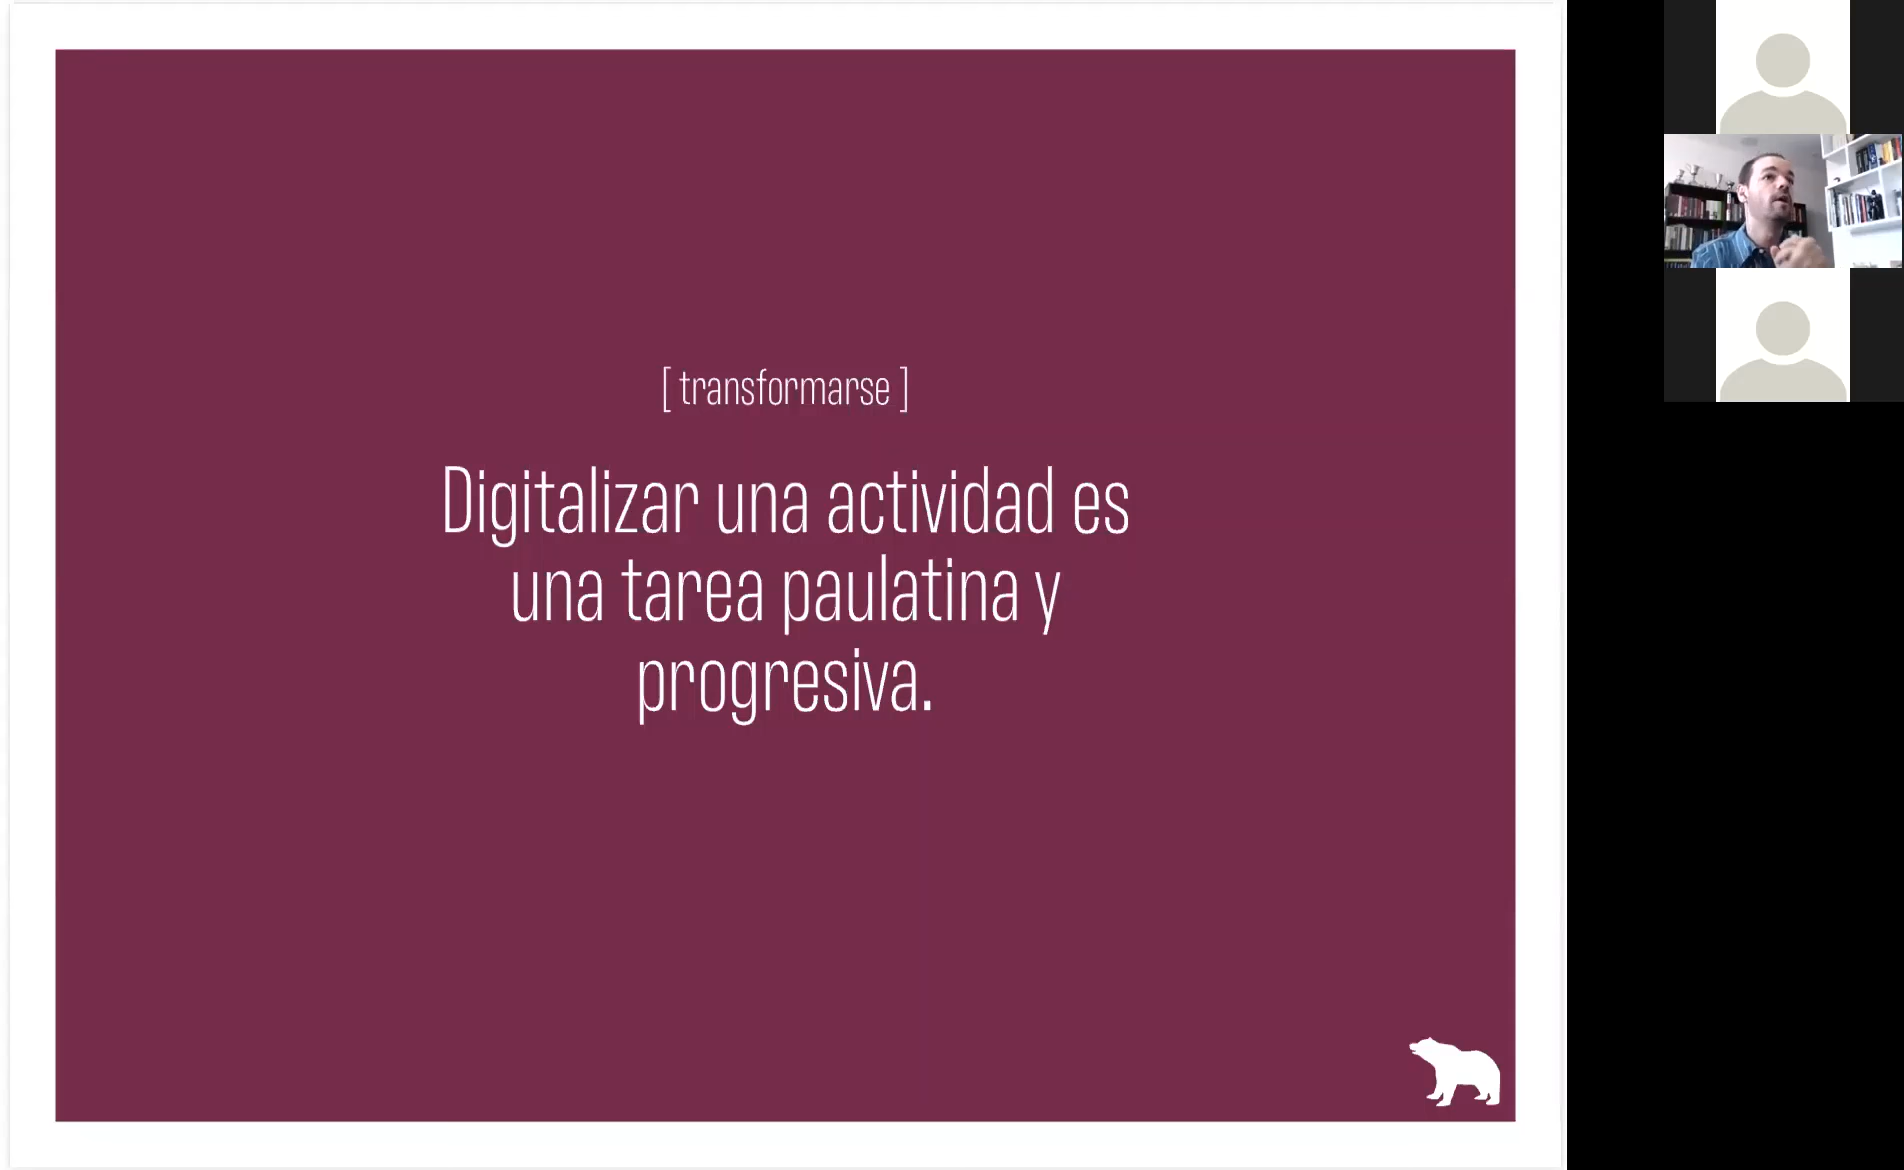 [ transformarse ]
Digitalizar una actividad es
una tarea paulatina y
progresiva.